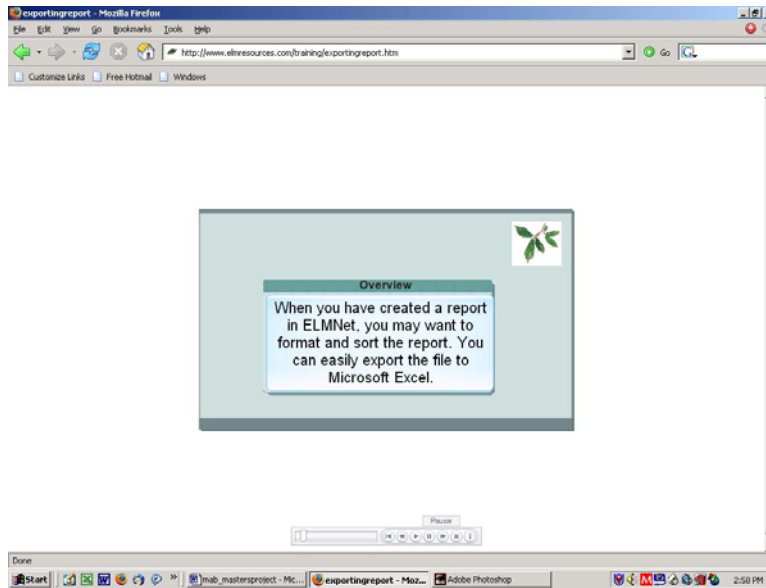 exportingreport - Mozilla Firefox
File Edit View Go Bookmarks Tools Help
http://www.elmresources.com/training/exportingreport.htm Go
Customize Links Free Hotmail Windows
Overview
When you have created a report
in ELMNet, you may want to
format and sort the report. You
can easily export the file to
Microsoft Excel.
Pause
Done
Start mab_mastersproject - Mic... exportingreport - Moz... Adobe Photoshop 2:58 PM